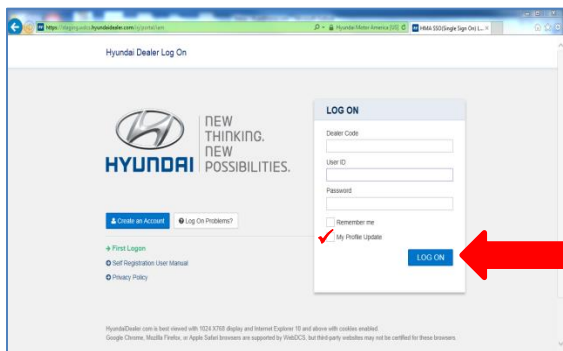 hyundaidealer.com
Hyundai Motor America [US]
HMA SSO(Single Sign On) L...
Hyundai Dealer Log On
NEW
THINKING.
NEW
POSSIBILITIES.
HYUNDAI
Create an Account
Log On Problems?
First Logon
Self Registration User Manual
Privacy Policy
LOG ON
Dealer Code
User ID
Password
Remember me
My Profile Update
LOG ON
HyundaiDealer.com is best viewed with 1024 X768 display and Internet Explorer 10 and above with cookies enabled
Google Chrome, Mozilla Firefox, or Apple Safari browsers are supported by WebDCS, but third party websites may not be certified for these browsers.